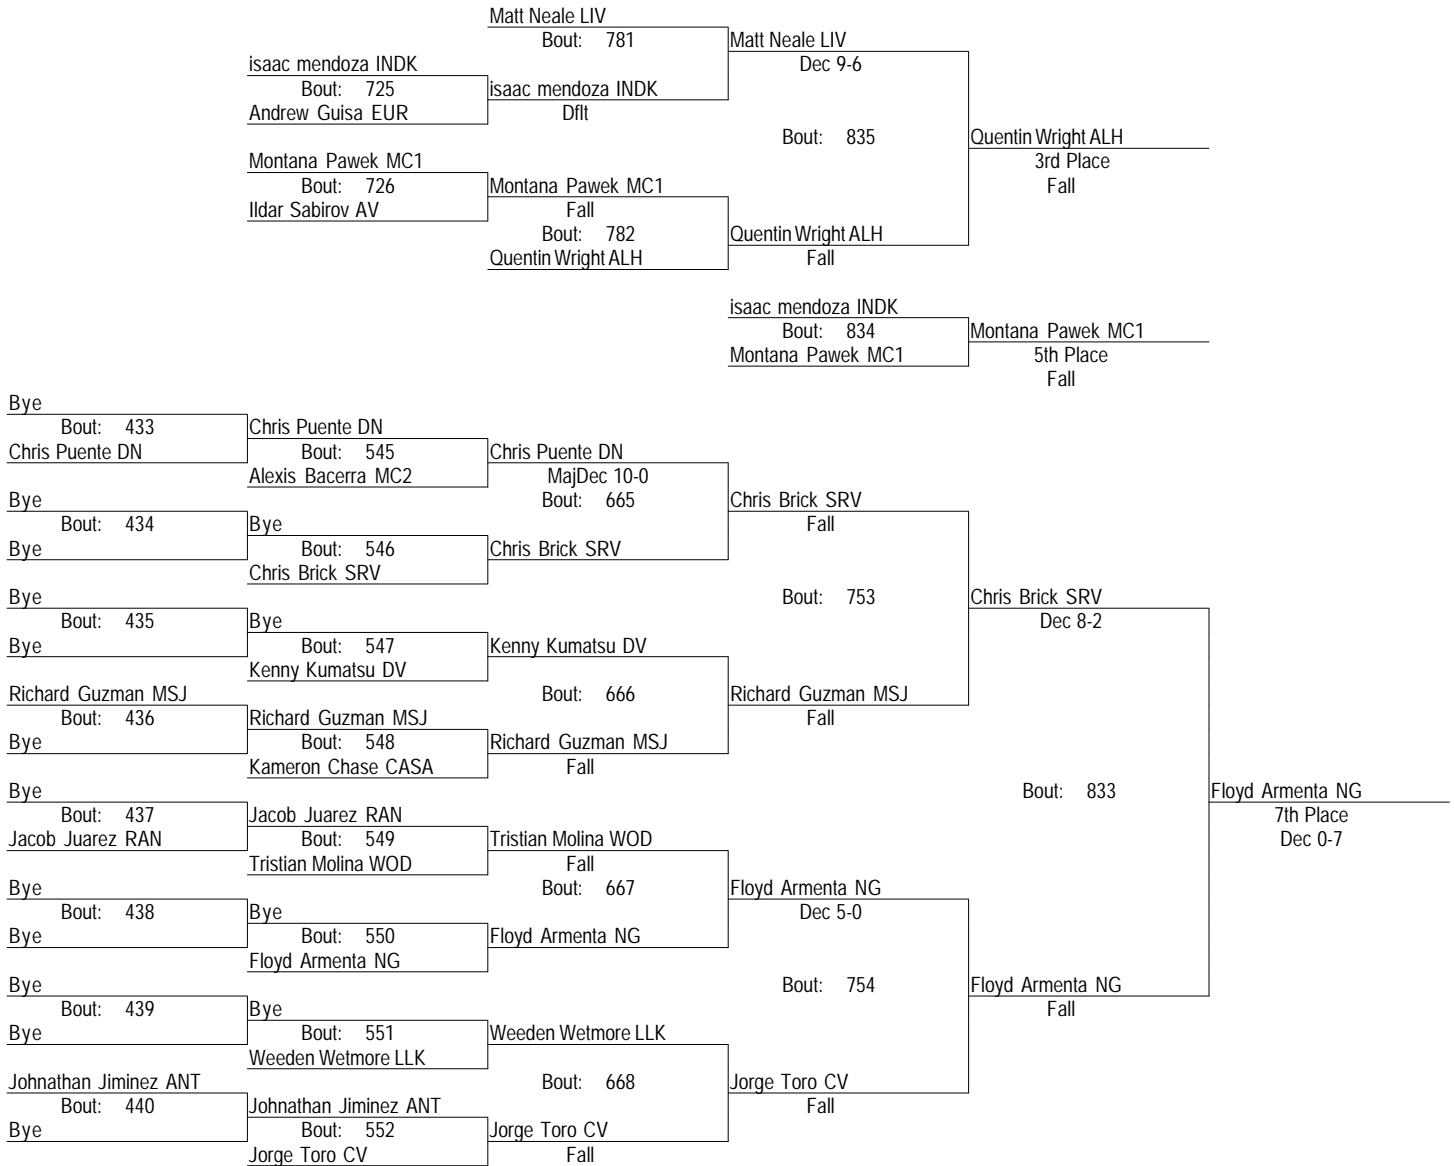 Matt Neale LIV
Bout: 781
Matt Neale LIV
Dec 9-6
isaac mendoza INDK
Bout: 725
isaac mendoza INDK
Andrew Guisa EUR
Dflt
Bout: 835
Quentin Wright ALH
3rd Place
Fall
Montana Pawek MC1
Bout: 726
Montana Pawek MC1
Ildar Sabirov AV
Fall
Bout: 782
Quentin Wright ALH
Quentin Wright ALH
Fall
isaac mendoza INDK
Bout: 834
Montana Pawek MC1
Montana Pawek MC1
5th Place
Fall
Bye
Bout: 433
Chris Puente DN
Chris Puente DN
Bout: 545
Chris Puente DN
Alexis Bacerra MC2
MajDec 10-0
Bye
Bout: 665
Chris Brick SRV
Bout: 434
Bye
Fall
Bye
Bout: 546
Chris Brick SRV
Chris Brick SRV
Bye
Bout: 753
Chris Brick SRV
Bout: 435
Bye
Dec 8-2
Bye
Bout: 547
Kenny Kumatsu DV
Kenny Kumatsu DV
Richard Guzman MSJ
Bout: 666
Richard Guzman MSJ
Bout: 436
Richard Guzman MSJ
Fall
Bye
Bout: 548
Richard Guzman MSJ
Kameron Chase CASA
Fall
Bye
Bout: 833
Floyd Armenta NG
Bout: 437
Jacob Juarez RAN
7th Place
Jacob Juarez RAN
Bout: 549
Tristian Molina WOD
Dec 0-7
Tristian Molina WOD
Fall
Bye
Bout: 667
Floyd Armenta NG
Bout: 438
Bye
Dec 5-0
Bye
Bout: 550
Floyd Armenta NG
Floyd Armenta NG
Bye
Bout: 754
Floyd Armenta NG
Bout: 439
Bye
Fall
Bye
Bout: 551
Weeden Wetmore LLK
Weeden Wetmore LLK
Johnathan Jiminez ANT
Bout: 668
Jorge Toro CV
Bout: 440
Johnathan Jiminez ANT
Fall
Bye
Bout: 552
Jorge Toro CV
Jorge Toro CV
Fall